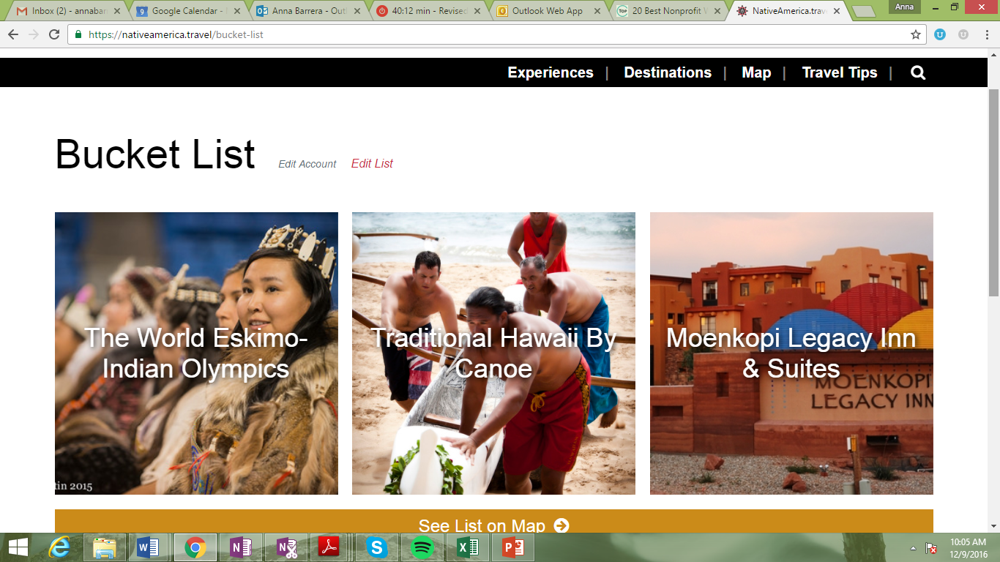 Inbox (2) - annabar
Google Calendar -
Anna Barrera - Outl
40:12 min - Revised
Outlook Web App
20 Best Nonprofit W
NativeAmerica.trav
Anna
https://nativeamerica.travel/bucket-list
Experiences | Destinations | Map | Travel Tips |
Bucket List Edit Account Edit List
The World Eskimo-
Indian Olympics
tin 2015
Traditional Hawaii By
Canoe
Moenkopi Legacy Inn
& Suites
MOENKOPI
LEGACY INN
See List on Map
10:05 AM
12/9/2016